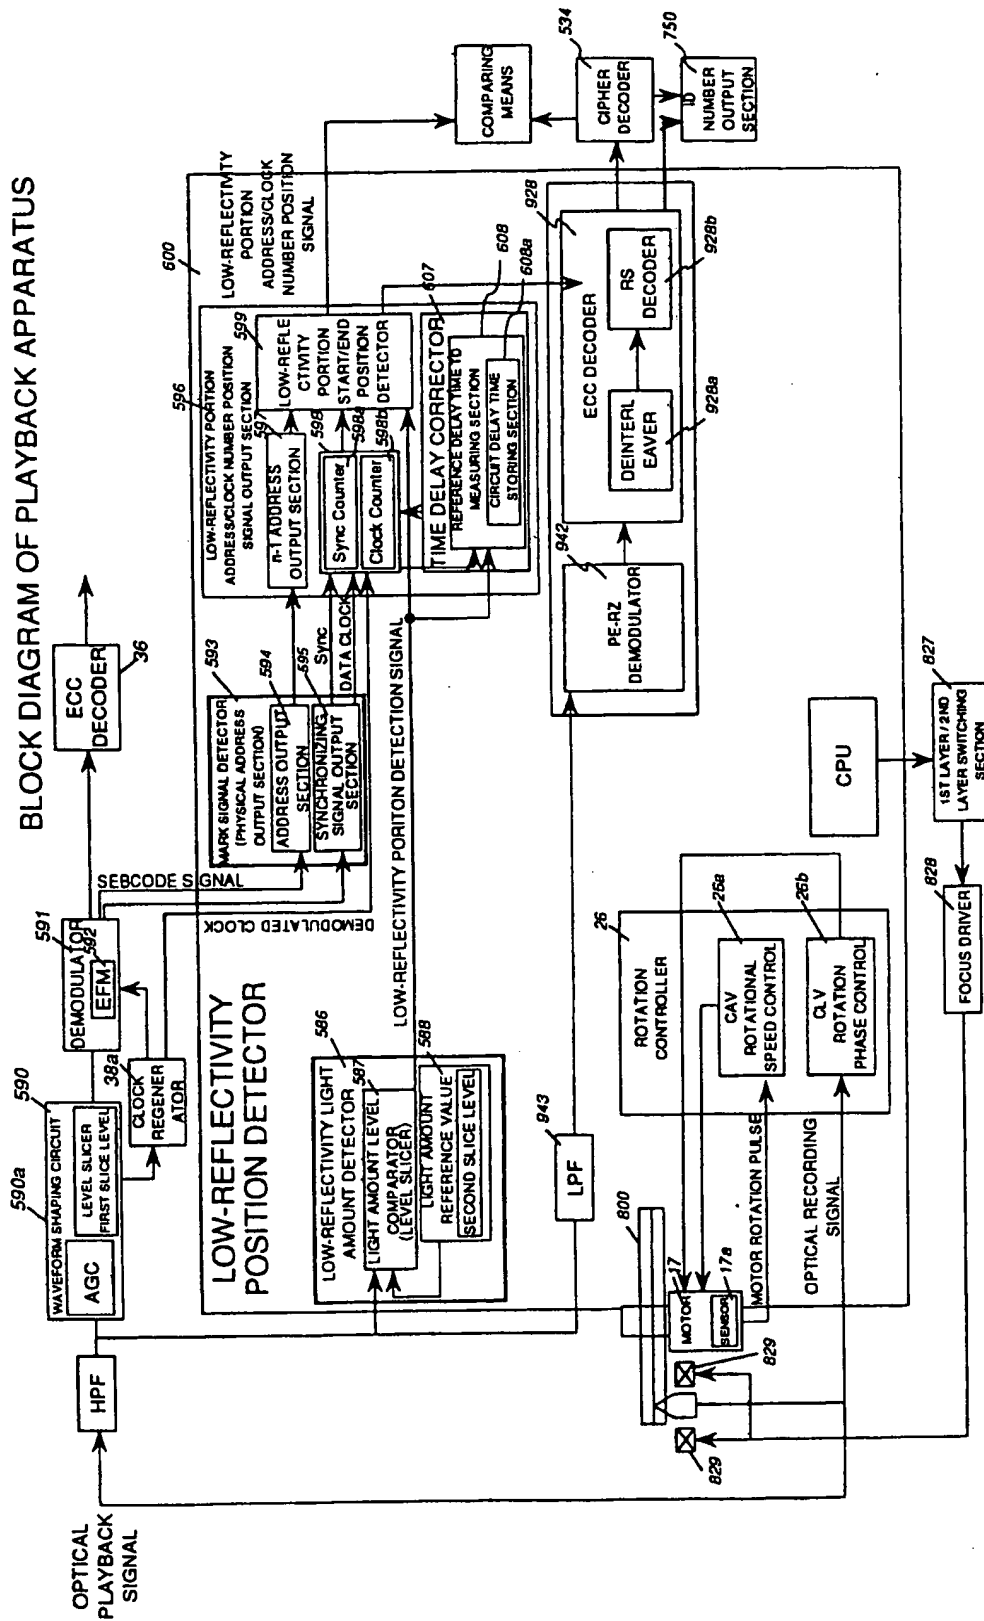 BLOCK DIAGRAM OF PLAYBACK APPARATUS
OPTICAL
PLAYBACK
SIGNAL
HPF
590a
590
WAVEFORM SHAPING CIRCUIT
AGC
LEVEL SLICER
FIRST SLICE LEVEL
CLOCK
REGENER
ATOR
38a
591
DEMODULATOR
592
EFM
ECC
DECODER
36
SEBCODE SIGNAL
DEMODULATED CLOCK
LOW-REFLECTIVITY
POSITION DETECTOR
600
LOW-REFLECTIVITY LIGHT
AMOUNT DETECTOR
586
LIGHT AMOUNT LEVEL
COMPARATOR
(LEVEL SLICER)
587
LIGHT AMOUNT
REFERENCE VALUE
SECOND SLICE LEVEL
588
LOW-REFLECTIVITY PORITON DETECTION SIGNAL
593
MARK SIGNAL DETECTOR
(PHYSICAL ADDRESS
OUTPUT SECTION)
594
ADDRESS OUTPUT
SECTION
595
SYNCHRONIZING
SIGNAL OUTPUT
SECTION
Sync
DATA CLOCK
596
LOW-REFLECTIVITY PORTION
ADDRESS/CLOCK NUMBER POSITION
SIGNAL OUTPUT SECTION
597
n-1 ADDRESS
OUTPUT SECTION
598
598a
Sync Counter
598b
Clock Counter
599
LOW-REFLE
CTIVITY
PORTION
START/END
POSITION
DETECTOR
LOW-REFLECTIVITY
PORTION
ADDRESS/CLOCK
NUMBER POSITION
SIGNAL
607
TIME DELAY CORRECTOR
REFERENCE DELAY TIME TD
MEASURING SECTION
608
CIRCUIT DELAY TIME
STORING SECTION
608a
COMPARING
MEANS
CIPHER
DECODER
534
ID
NUMBER
OUTPUT
SECTION
750
943
LPF
942
PE-RZ
DEMODULATOR
928
ECC DECODER
DEINTERL
EAVER
928a
RS
DECODER
928b
800
17
MOTOR
17a
SENSOR
829
829
MOTOR ROTATION PULSE
OPTICAL RECORDING
SIGNAL
26
ROTATION
CONTROLLER
26a
CAV
ROTATIONAL
SPEED CONTROL
26b
CLV
ROTATION
PHASE CONTROL
CPU
827
1ST LAYER / 2ND
LAYER SWITCHING
SECTION
828
FOCUS DRIVER